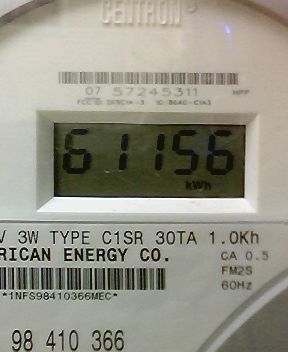 CENTRON®
07 57245311
61156
kWh
V 3W TYPE C1SR 30TA 1.0Kh
RICAN ENERGY CO.
CA 0.5
FM2S
60Hz
*1NFS98410366MEC*
98 410 366